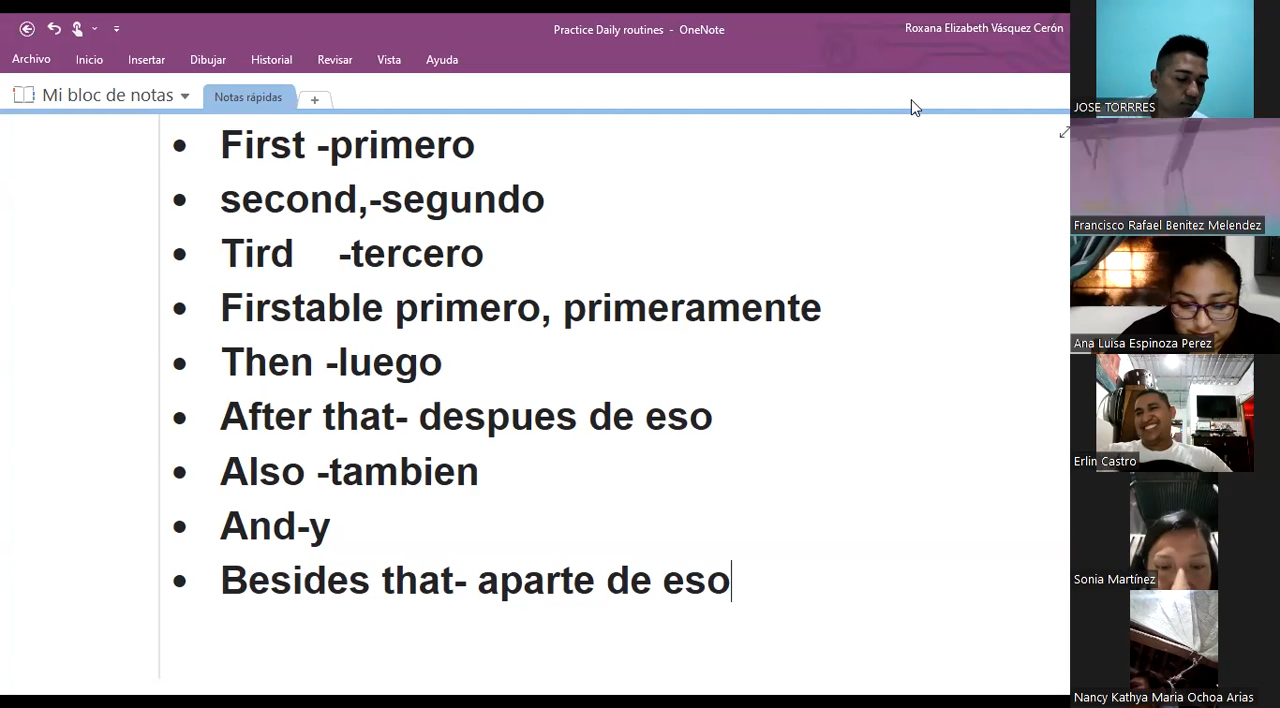 Practice Daily routines - OneNote
Roxana Elizabeth Vásquez Cerón
Archivo Inicio Insertar Dibujar Historial Revisar Vista Ayuda
Mi bloc de notas
Notas rápidas
+
• First -primero
• second,-segundo
• Tird -tercero
• Firstable primero, primeramente
• Then -luego
• After that- despues de eso
• Also -tambien
• And-y
• Besides that- aparte de eso
JOSE TORRRES
Francisco Rafael Benitez Melendez
Ana Luisa Espinoza Perez
Erlin Castro
Sonia Martínez
Nancy Kathya Maria Ochoa Arias